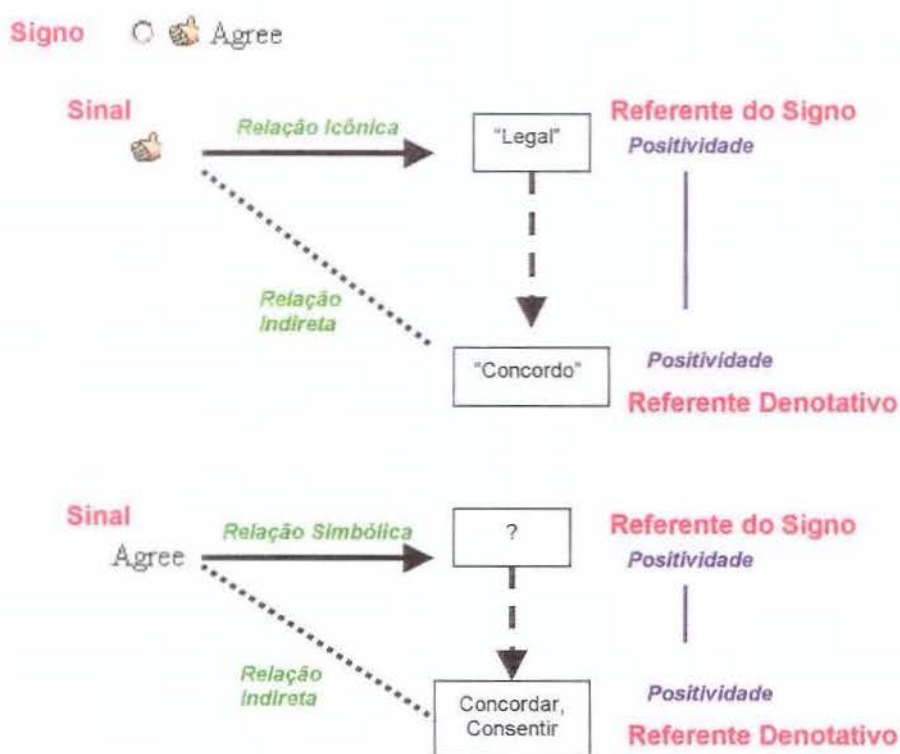 Signo Agree
Sinal
Relação Icônica
"Legal"
Referente do Signo
Positividade
Relação
Indireta
"Concordo"
Positividade
Referente Denotativo
Sinal
Agree
Relação Simbólica
?
Referente do Signo
Positividade
Relação
Indireta
Concordar,
Consentir
Positividade
Referente Denotativo